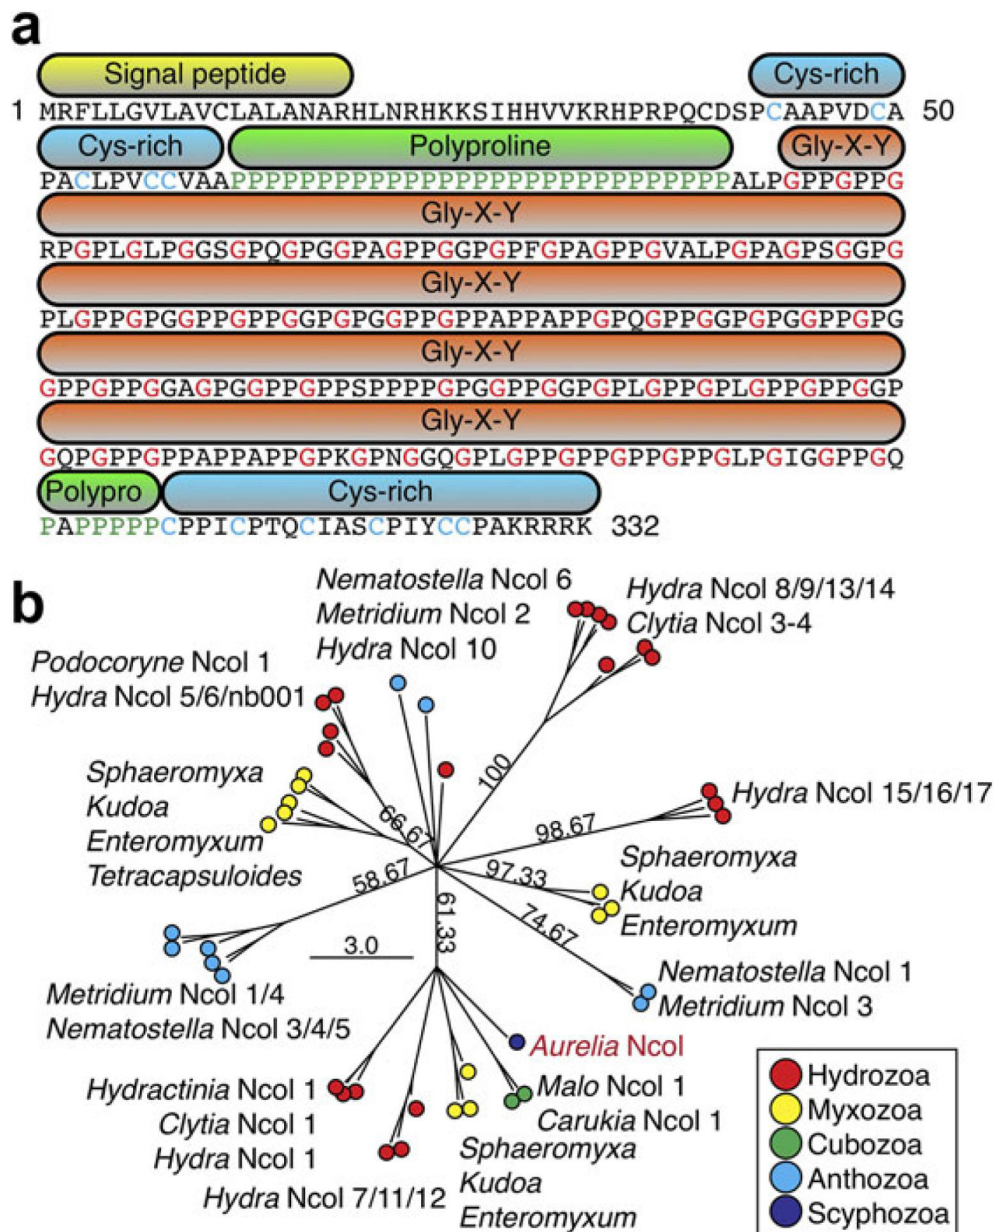 a
Signal peptide Cys-rich
1 MRFLLGVLAVCLALANARHLNRHKKSIHHVVKRHPRPQCDSPCAAPVDCA 50
Cys-rich Polyproline Gly-X-Y
PACLPVCCVAAPPPPPPPPPPPPPPPPPPPPPPPPPPPPPALPGPPGPPG
Gly-X-Y
RPGPLGLPGGSGPQGPGGPAGPPGGPGPFGPAGPPGVALPGPAGPSGGPG
Gly-X-Y
PLGPPGPGGPPGPPGGPGPGGPPGPPAPPAPPGPQGPPGGPGPGGPPGPG
Gly-X-Y
GPPGPPGGAGPGGPPGPPSPPPPGPGGPPGGPGPLGPPGPLGPPGPPGGP
Gly-X-Y
GQPGPPGPPAPPAPPGPKGPNGGQGPLGPPGPPGPPGPPGLPGIGGPPGQ
Polypro Cys-rich
PAPPPPPCPPICPTQCIASCPIYCCPAKRRRK 332
b
Nematostella Ncol 6
Metridium Ncol 2
Hydra Ncol 10
Hydra Ncol 8/9/13/14
Clytia Ncol 3-4
Podocoryne Ncol 1
Hydra Ncol 5/6/nb001
Sphaeromyxa
Kudoa
Enteromyxum
Tetracapsuloides
100
66.67
98.67
Hydra Ncol 15/16/17
97.33
Sphaeromyxa
Kudoa
Enteromyxum
58.67
61.33
74.67
3.0
Nematostella Ncol 1
Metridium Ncol 3
Metridium Ncol 1/4
Nematostella Ncol 3/4/5
Aurelia Ncol
Malo Ncol 1
Carukia Ncol 1
Hydractinia Ncol 1
Clytia Ncol 1
Hydra Ncol 1
Hydra Ncol 7/11/12
Sphaeromyxa
Kudoa
Enteromyxum
Hydrozoa
Myxozoa
Cubozoa
Anthozoa
Scyphozoa